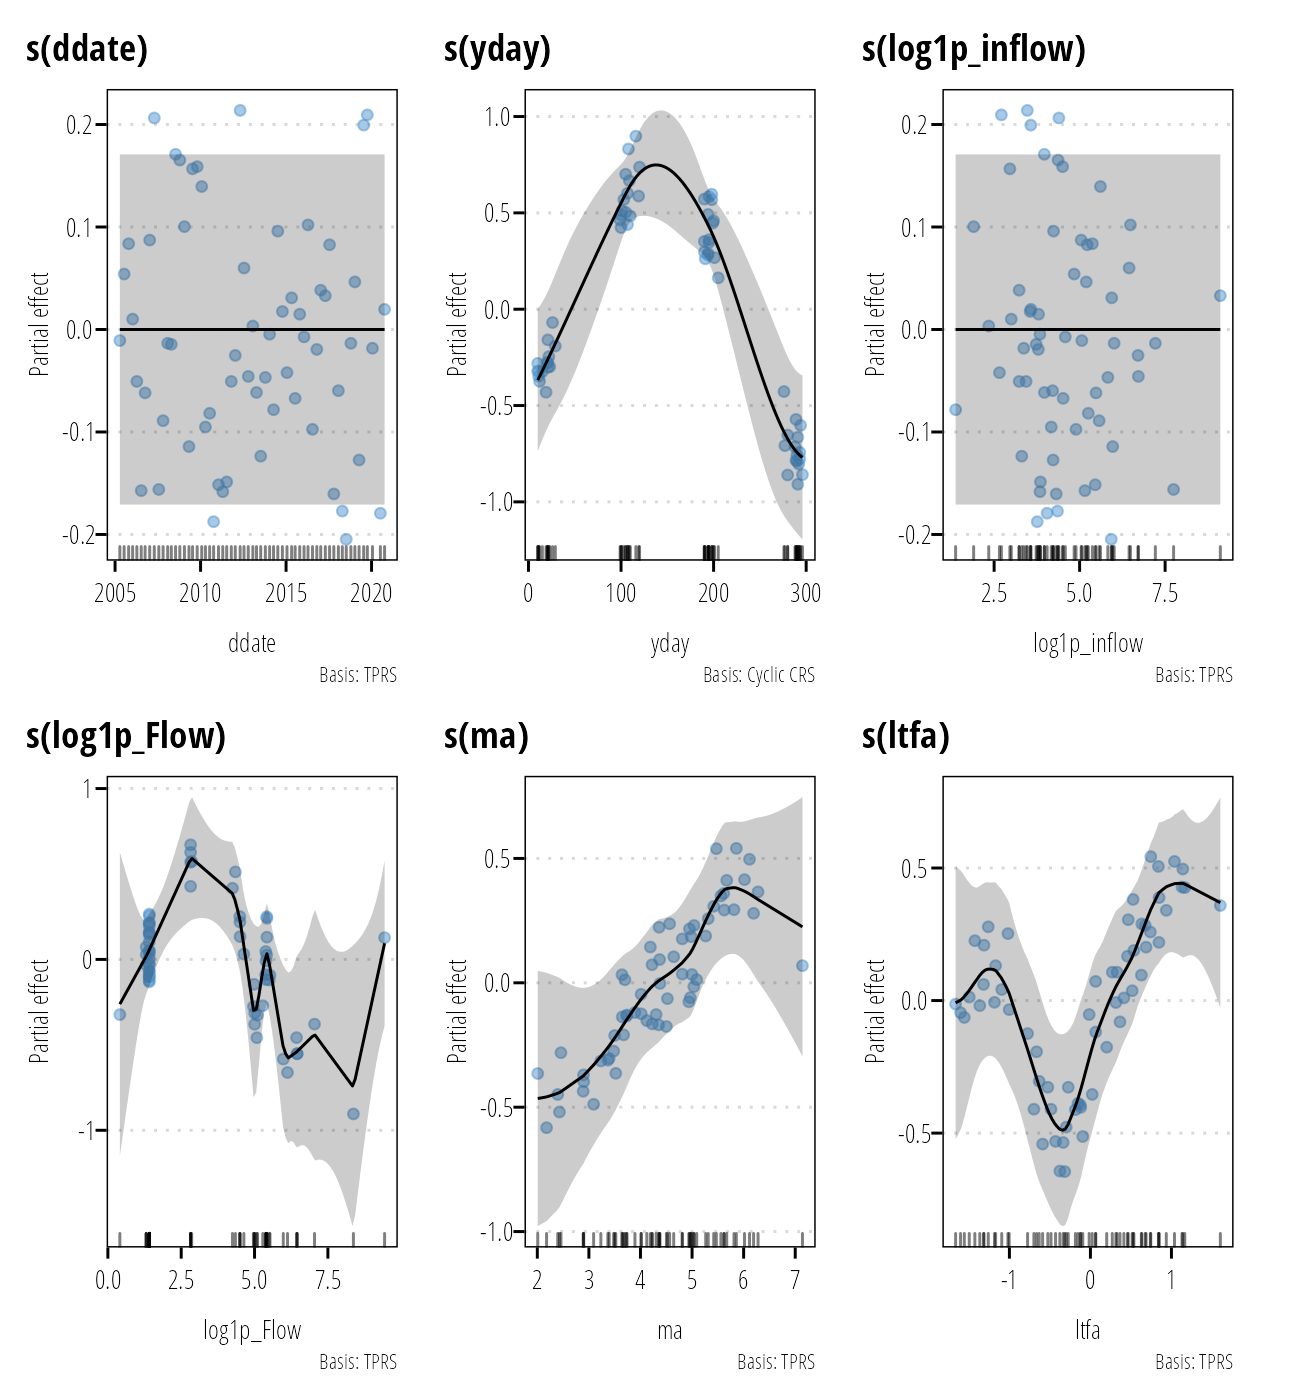 s(ddate)
s(yday)
s(log1p_inflow)
Partial effect
0.2
0.1
0.0
-0.1
-0.2
2005 2010 2015 2020
ddate
Basis: TPRS
Partial effect
1.0
0.5
0.0
-0.5
-1.0
0 100 200 300
yday
Basis: Cyclic CRS
Partial effect
0.2
0.1
0.0
-0.1
-0.2
2.5 5.0 7.5
log1p_inflow
Basis: TPRS
s(log1p_Flow)
s(ma)
s(ltfa)
Partial effect
1
0
-1
0.0 2.5 5.0 7.5
log1p_Flow
Basis: TPRS
Partial effect
0.5
0.0
-0.5
-1.0
2 3 4 5 6 7
ma
Basis: TPRS
Partial effect
0.5
0.0
-0.5
-1 0 1
ltfa
Basis: TPRS